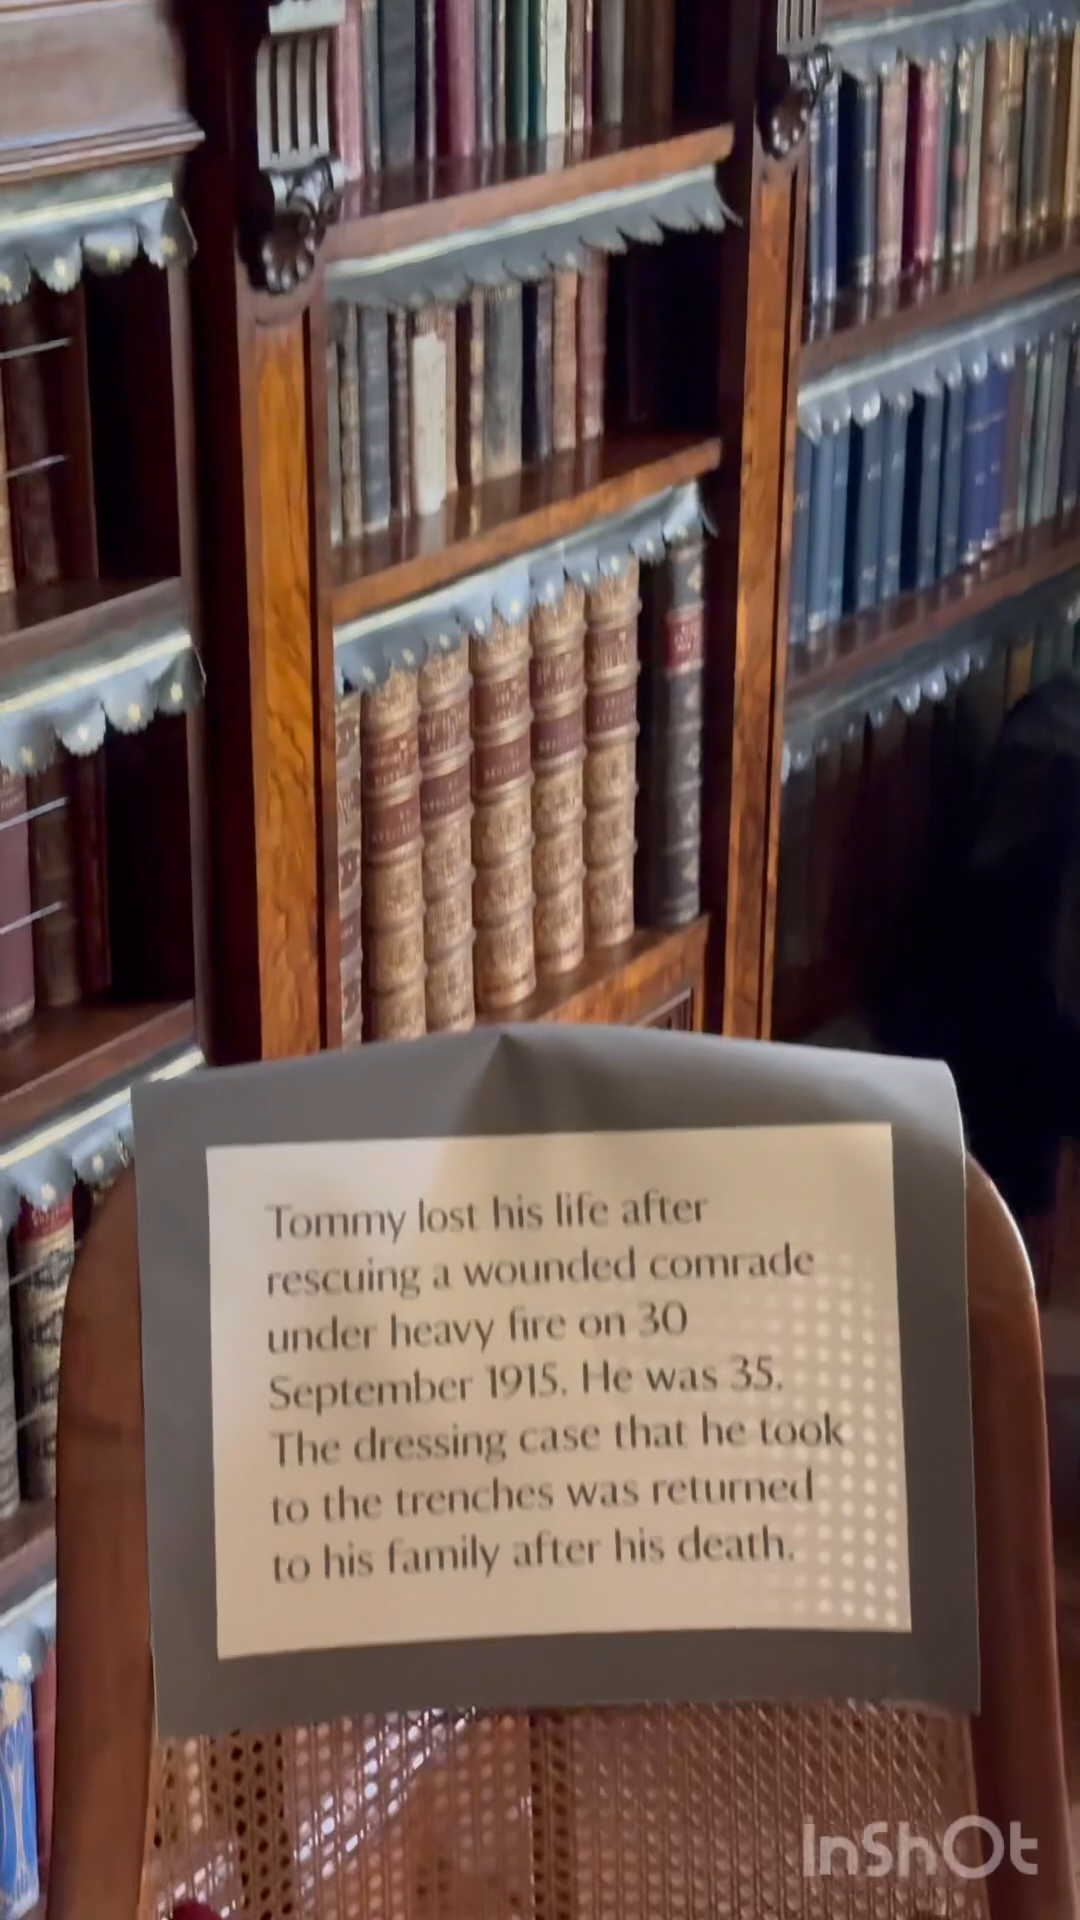 Tommy lost his life after
rescuing a wounded comrade
under heavy fire on 30
September 1915. He was 35.
The dressing case that he took
to the trenches was returned
to his family after his death.
InShOt